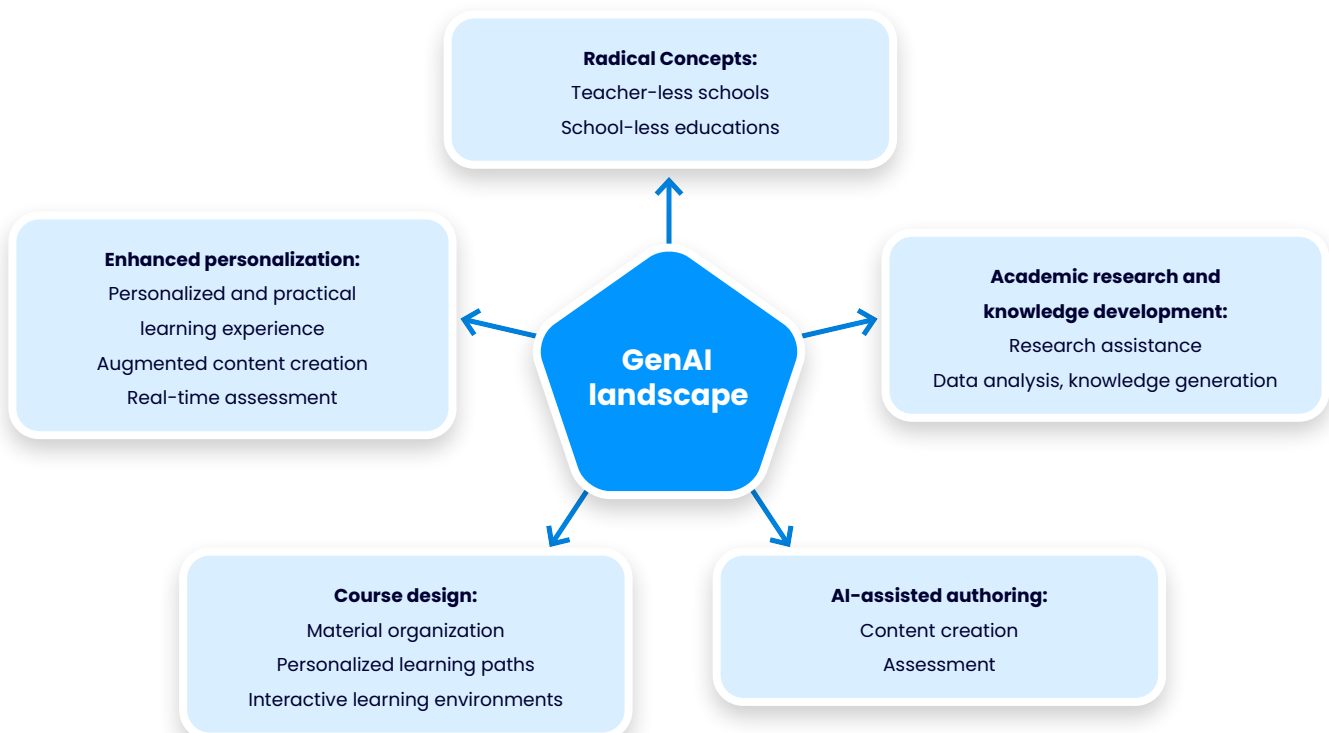 Radical Concepts:
Teacher-less schools
School-less educations
Enhanced personalization:
Personalized and practical
learning experience
Augmented content creation
Real-time assessment
GenAI
landscape
Academic research and
knowledge development:
Research assistance
Data analysis, knowledge generation
Course design:
Material organization
Personalized learning paths
Interactive learning environments
AI-assisted authoring:
Content creation
Assessment